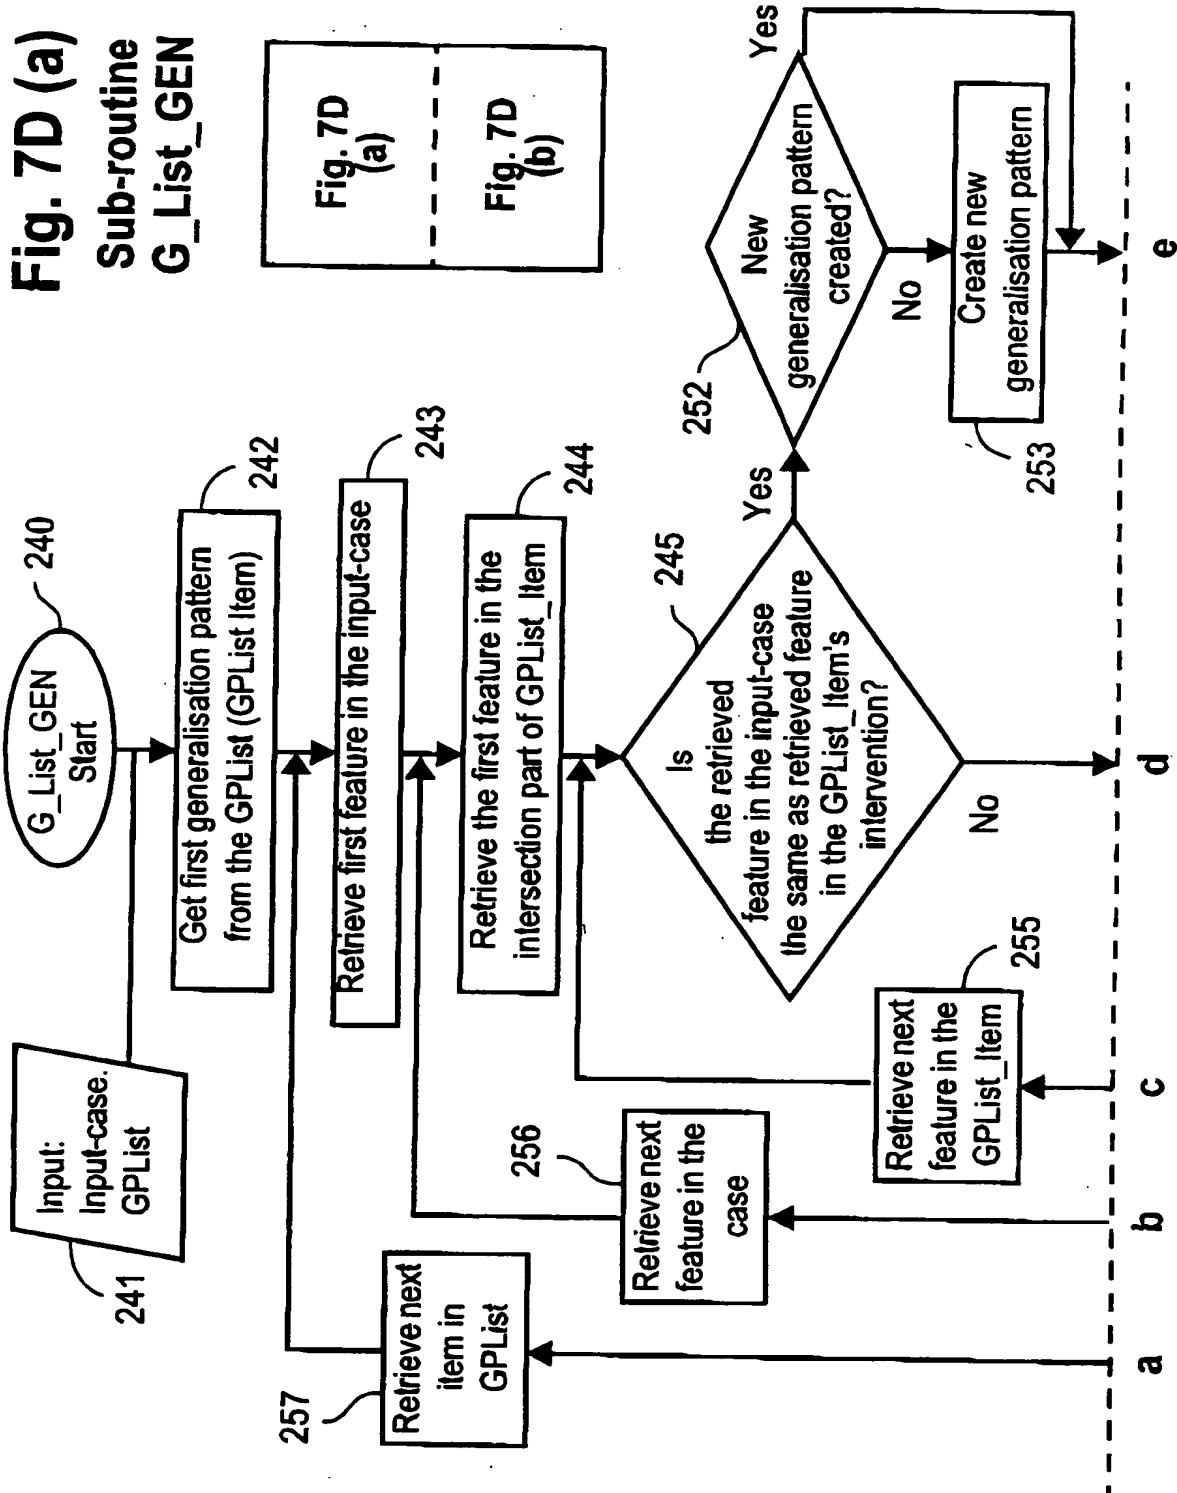 Fig. 7D (a)
Sub-routine
G_List_GEN
Fig. 7D
(a)
Fig. 7D
(b)
G_List_GEN
Start
240
Input:
Input-case.
GPList
241
Get first generalisation pattern
from the GPList (GPList Item)
242
Retrieve first feature in the input-case
243
Retrieve the first feature in the
intersection part of GPList_Item
244
Is
the retrieved
feature in the input-case
the same as retrieved feature
in the GPList_Item's
intervention?
245
Yes
No
New
generalisation pattern
created?
252
Yes
No
Create new
generalisation pattern
253
Retrieve next
item in
GPList
257
Retrieve next
feature in the
case
256
Retrieve next
feature in the
GPList_Item
255
a
b
c
d
e